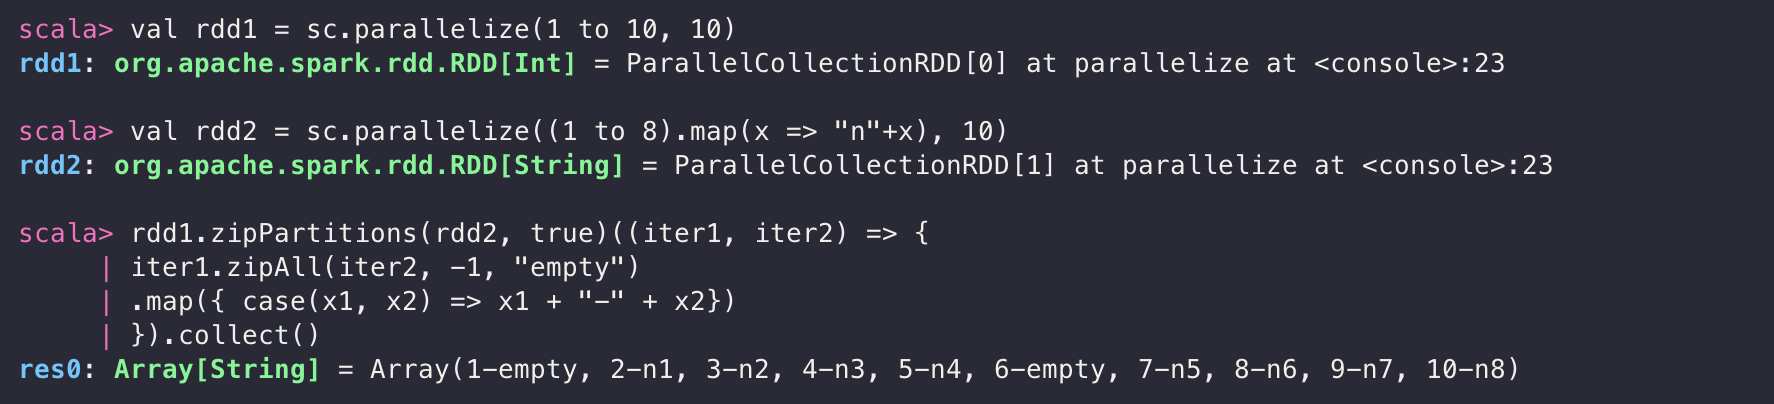 scala> val rdd1 = sc.parallelize(1 to 10, 10)
rdd1: org.apache.spark.rdd.RDD[Int] = ParallelCollectionRDD[0] at parallelize at <console>:23
scala> val rdd2 = sc.parallelize((1 to 8).map(x => "n"+x), 10)
rdd2: org.apache.spark.rdd.RDD[String] = ParallelCollectionRDD[1] at parallelize at <console>:23
scala> rdd1.zipPartitions(rdd2, true)((iter1, iter2) => {
     | iter1.zipAll(iter2, -1, "empty")
     | .map({ case(x1, x2) => x1 + "-" + x2})
     | }).collect()
res0: Array[String] = Array(1-empty, 2-n1, 3-n2, 4-n3, 5-n4, 6-empty, 7-n5, 8-n6, 9-n7, 10-n8)